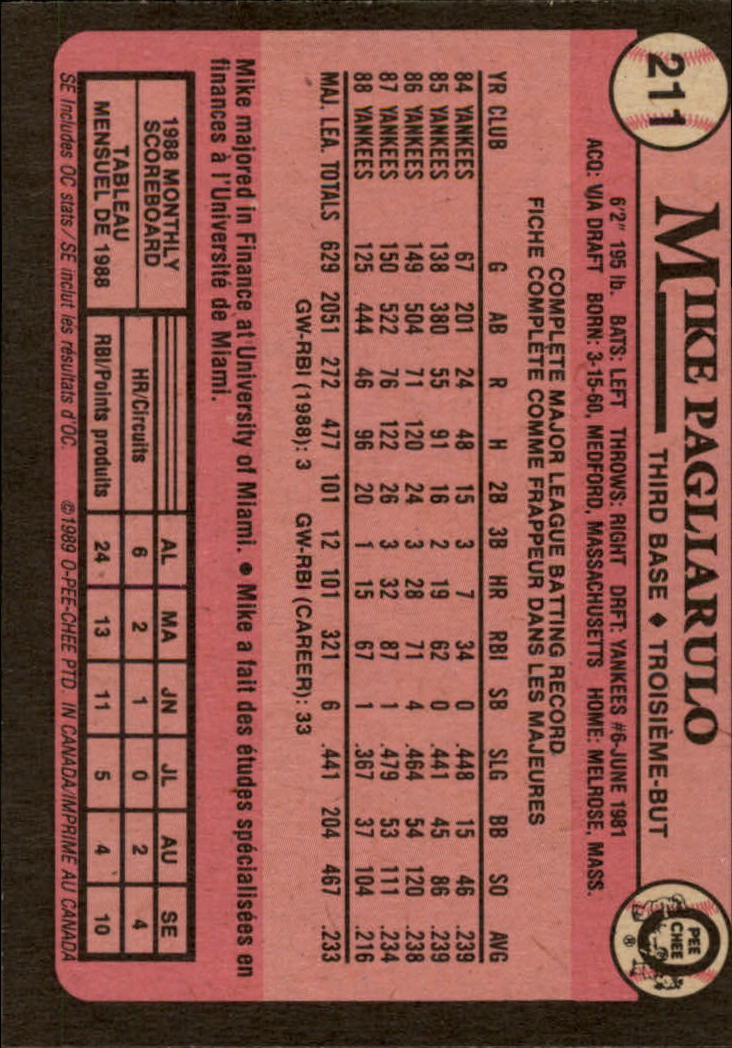 211
MIKE PAGLIARULO
THIRD BASE ♦ TROISIÈME-BUT
PEE
CHEE
®
6'2" 195 lb. BATS: LEFT THROWS: RIGHT DRFT: YANKEES #6-JUNE 1981
ACQ: VIA DRAFT BORN: 3-15-60, MEDFORD, MASSACHUSETTS HOME: MELROSE, MASS.
COMPLETE MAJOR LEAGUE BATTING RECORD
FICHE COMPLÈTE COMME FRAPPEUR DANS LES MAJEURES
YR CLUB G AB R H 2B 3B HR RBI SB SLG BB SO AVG
84 YANKEES 67 201 24 48 15 3 7 34 0 .448 15 46 .239
85 YANKEES 138 380 55 91 16 2 19 62 0 .441 45 86 .239
86 YANKEES 149 504 71 120 24 3 28 71 4 .464 54 120 .238
87 YANKEES 150 522 76 122 26 3 32 87 1 .479 53 111 .234
88 YANKEES 125 444 46 96 20 1 15 67 1 .367 37 104 .216
MAJ. LEA. TOTALS 629 2051 272 477 101 12 101 321 6 .441 204 467 .233
GW-RBI (1988): 3 GW-RBI (CAREER): 33
Mike majored in Finance at University of Miami. ● Mike a fait des études spécialisées en
finances à l'Université de Miami.
1988 MONTHLY
SCOREBOARD
TABLEAU
MENSUEL DE 1988
AL MA JN JL AU SE
HR/Circuits 6 2 1 0 2 4
RBI/Points produits 24 13 11 5 4 10
SE Includes OC stats / SE inclut les résultats d'OC. ©1989 O-PEE-CHEE PTD. IN CANADA/IMPRIMÉ AU CANADA